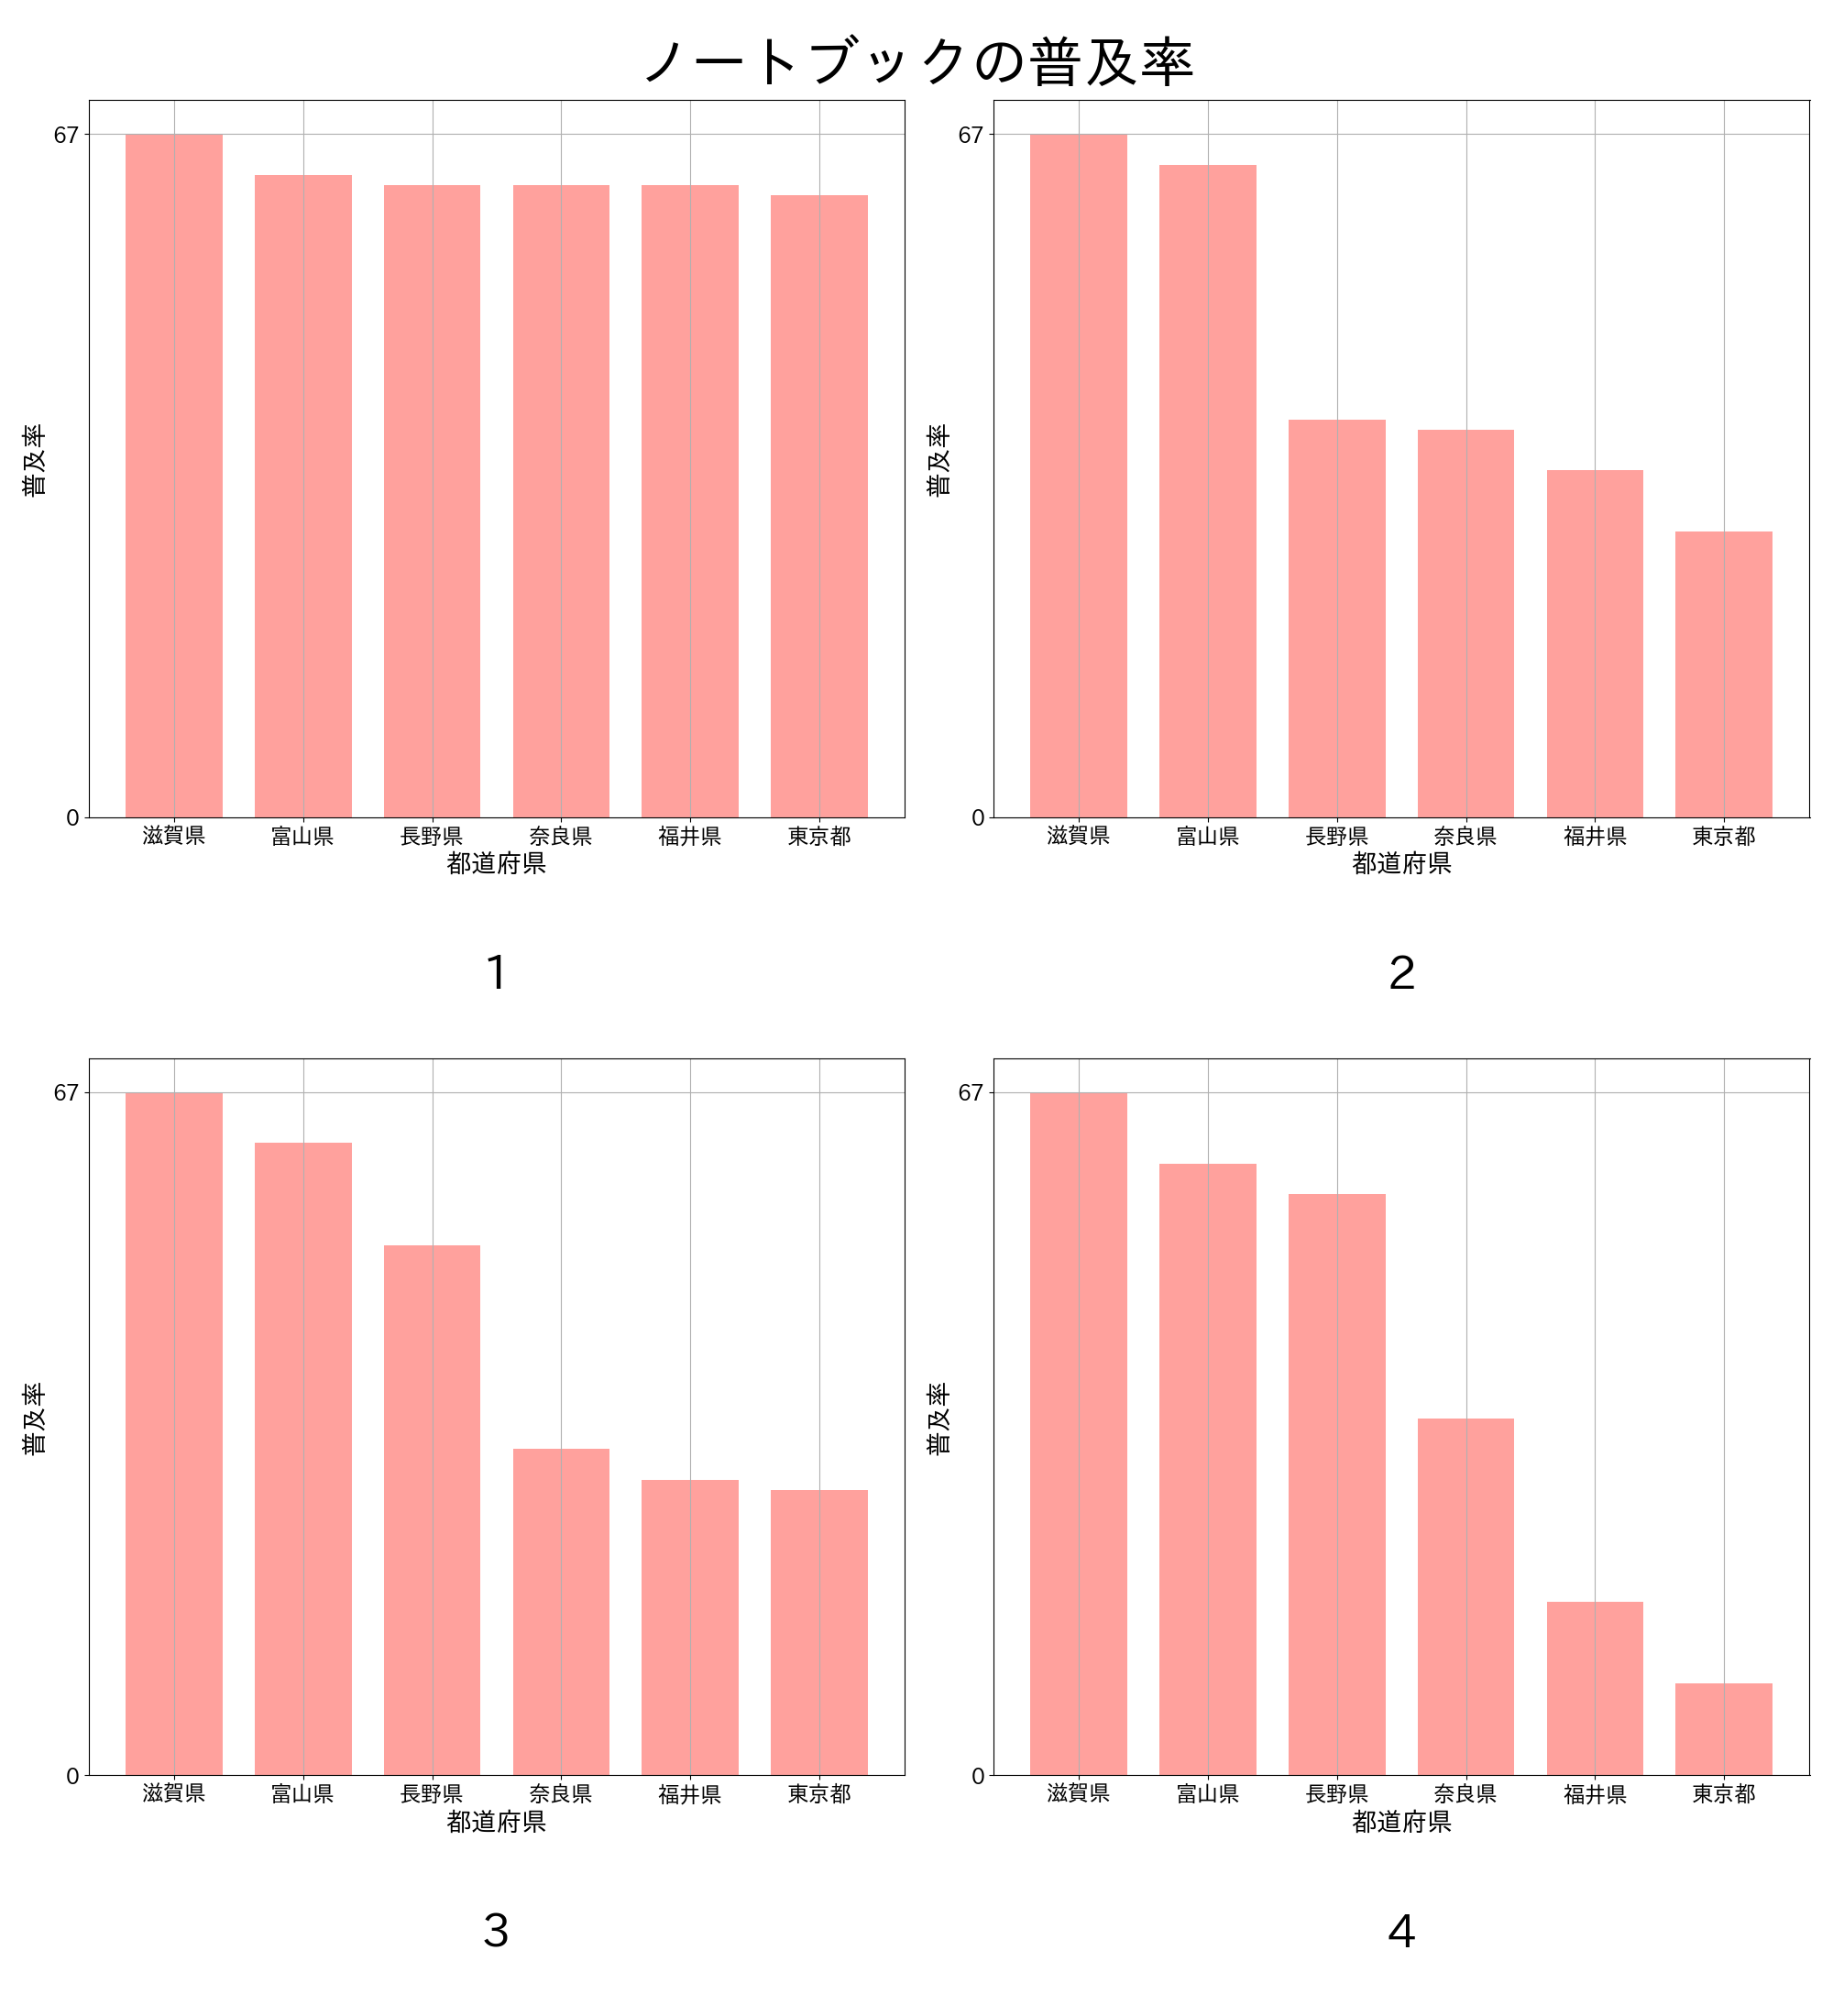 ノートブックの普及率
67
0
普及率
滋賀県 富山県 長野県 奈良県 福井県 東京都
都道府県
1
67
0
普及率
滋賀県 富山県 長野県 奈良県 福井県 東京都
都道府県
2
67
0
普及率
滋賀県 富山県 長野県 奈良県 福井県 東京都
都道府県
3
67
0
普及率
滋賀県 富山県 長野県 奈良県 福井県 東京都
都道府県
4